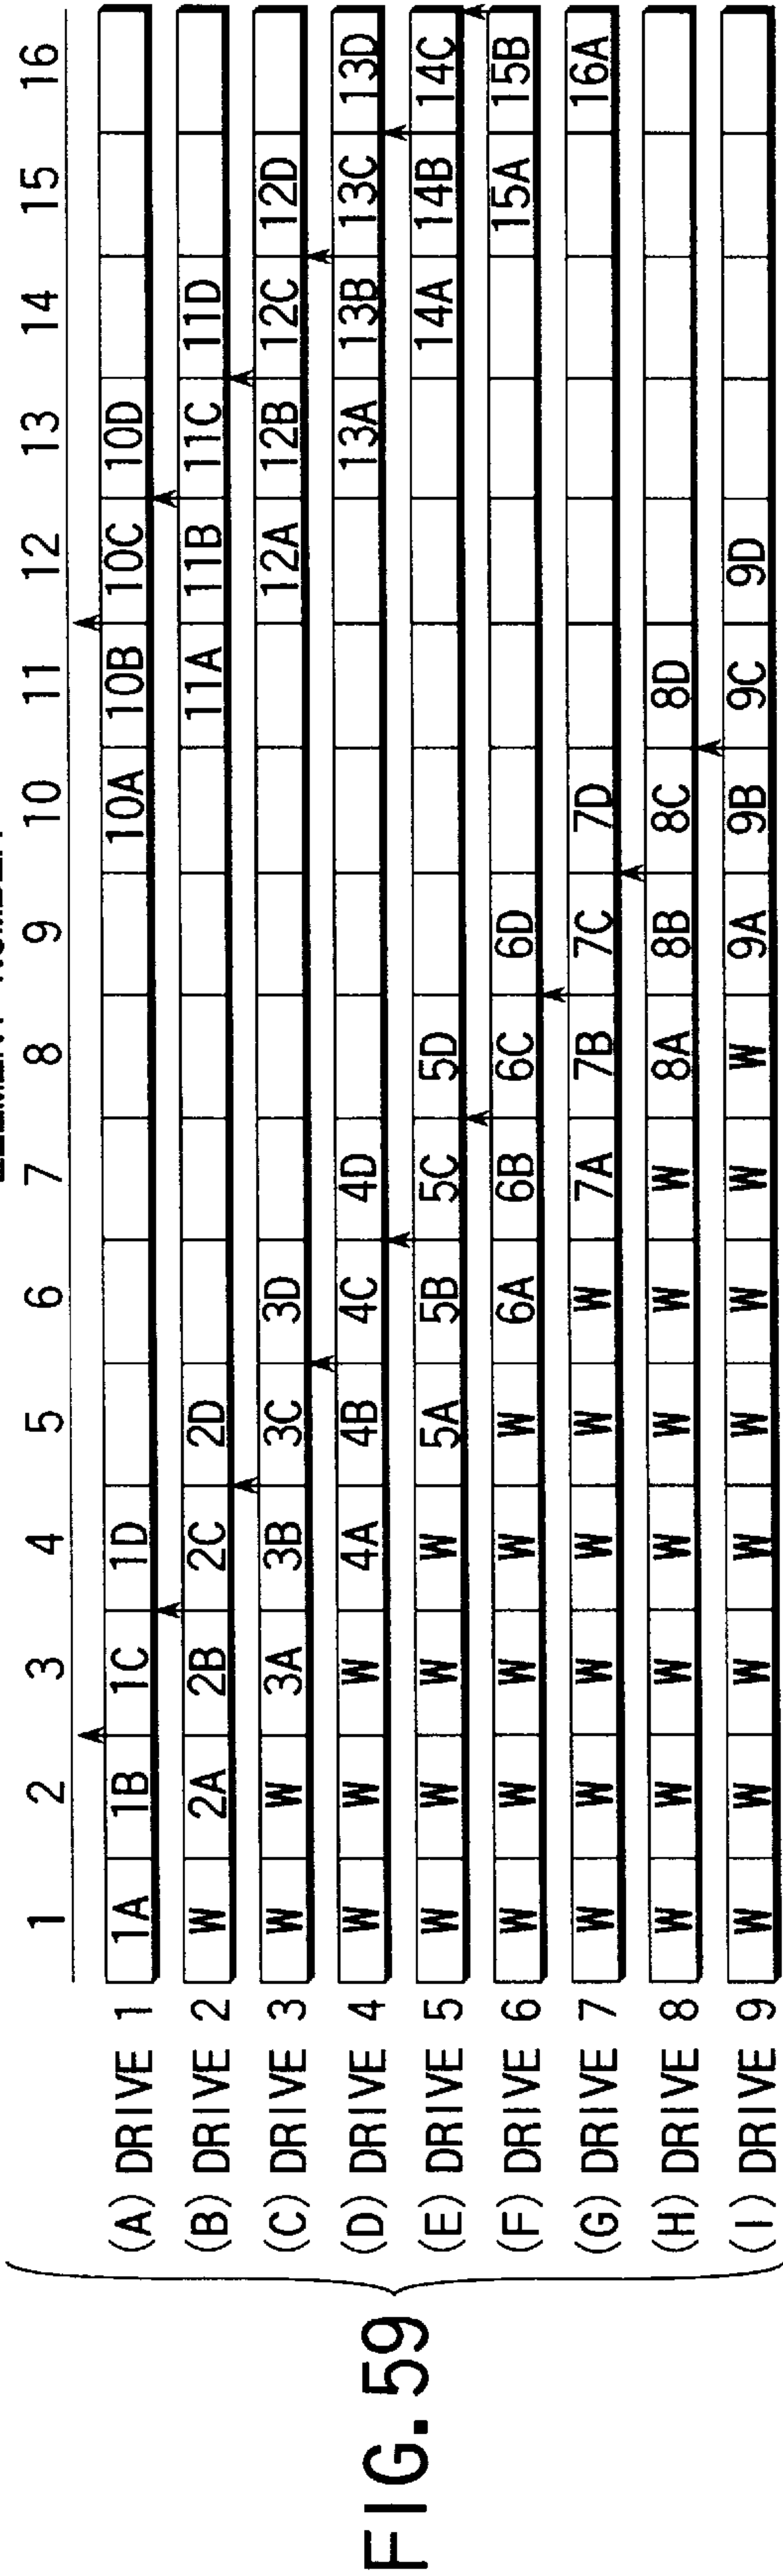 1 2 3 4 5 6 7 8 9 10 11 12 13 14 15 16
(A) DRIVE 1 1A 1B 1C 1D 10A 10B 10C 10D
(B) DRIVE 2 W 2A 2B 2C 2D 11A 11B 11C 11D
(C) DRIVE 3 W W 3A 3B 3C 3D 12A 12B 12C 12D
(D) DRIVE 4 W W W 4A 4B 4C 4D 13A 13B 13C 13D
(E) DRIVE 5 W W W W 5A 5B 5C 5D 14A 14B 14C
(F) DRIVE 6 W W W W W 6A 6B 6C 6D 15A 15B
(G) DRIVE 7 W W W W W W 7A 7B 7C 7D 16A
(H) DRIVE 8 W W W W W W W 8A 8B 8C 8D
(I) DRIVE 9 W W W W W W W W 9A 9B 9C 9D
FIG. 59